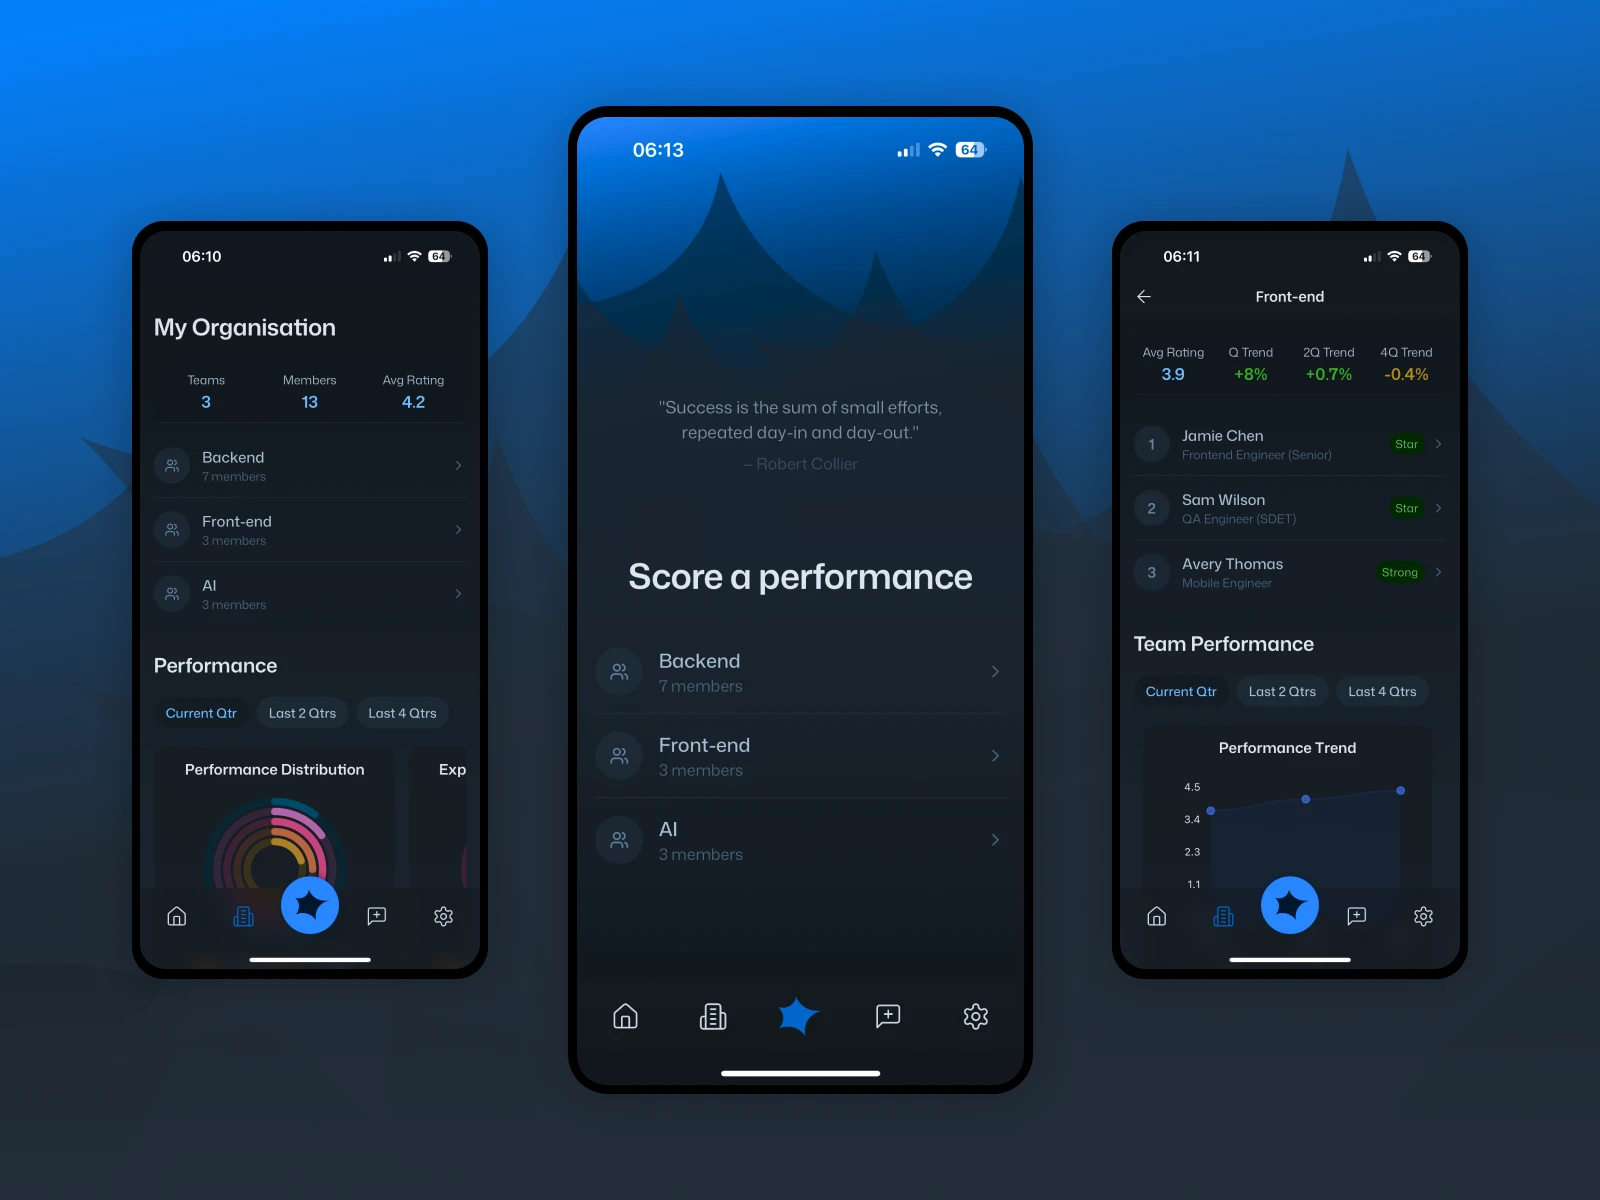 06:10
64
My Organisation
Teams
Members
Avg Rating
3
13
4.2
Backend
7 members
Front-end
3 members
AI
3 members
Performance
Current Qtr
Last 2 Qtrs
Last 4 Qtrs
Performance Distribution
Exp
06:13
64
"Success is the sum of small efforts,
repeated day-in and day-out."
– Robert Collier
Score a performance
Backend
7 members
Front-end
3 members
AI
3 members
06:11
64
Front-end
Avg Rating
Q Trend
2Q Trend
4Q Trend
3.9
+8%
+0.7%
-0.4%
1
Jamie Chen
Frontend Engineer (Senior)
Star
2
Sam Wilson
QA Engineer (SDET)
Star
3
Avery Thomas
Mobile Engineer
Strong
Team Performance
Current Qtr
Last 2 Qtrs
Last 4 Qtrs
Performance Trend
4.5
3.4
2.3
1.1